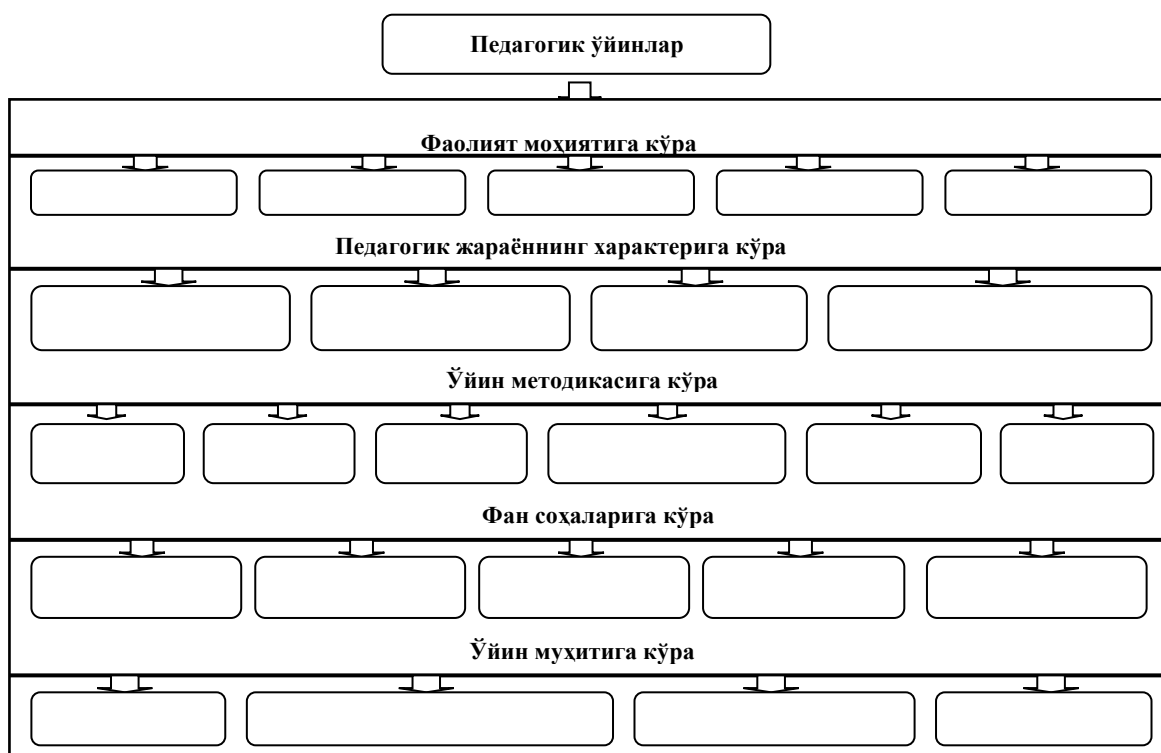 Педагогик ўйинлар
Фаолият моҳиятига кўра
Педагогик жараённинг характерига кўра
Ўйин методикасига кўра
Фан соҳаларига кўра
Ўйин муҳитига кўра